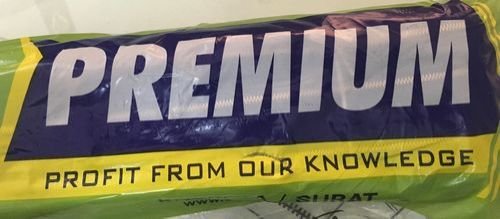 PREMIUM
PROFIT FROM OUR KNOWLEDGE
SURAT